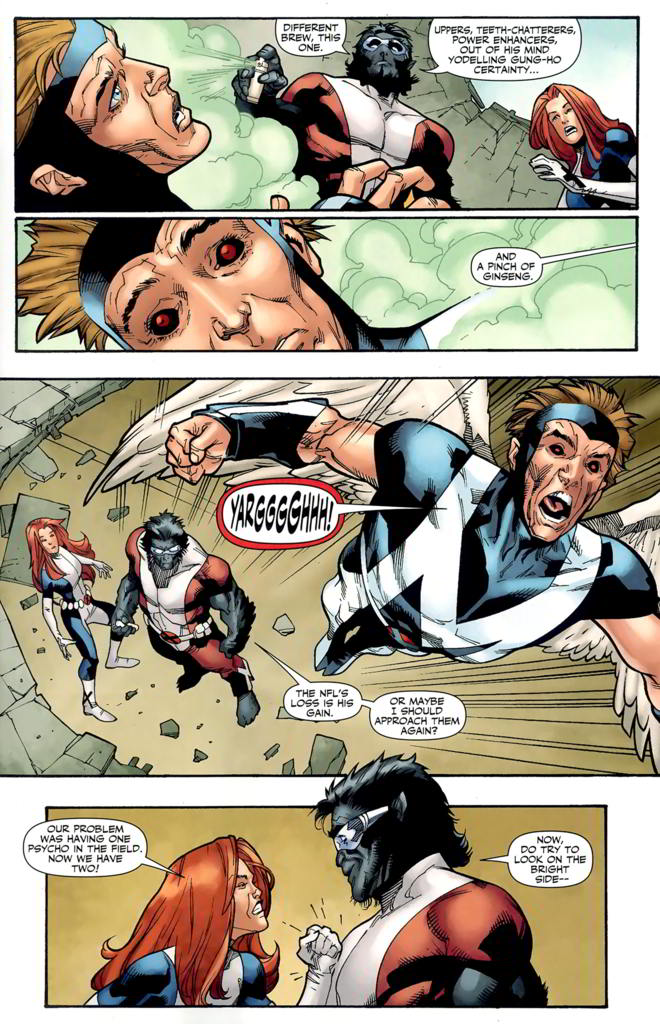 DIFFERENT
BREW, THIS
ONE.
UPPERS, TEETH-CHATTERERS,
POWER ENHANCERS,
OUT OF HIS MIND
YODELLING GUNG-HO
CERTAINTY...
AND
A PINCH OF
GINSENG.
YARGGGGHHH!
THE NFL'S
LOSS IS HIS
GAIN.
OR MAYBE
I SHOULD
APPROACH THEM
AGAIN?
OUR PROBLEM
WAS HAVING ONE
PSYCHO IN THE FIELD.
NOW WE HAVE
TWO!
NOW,
DO TRY TO
LOOK ON THE
BRIGHT
SIDE--